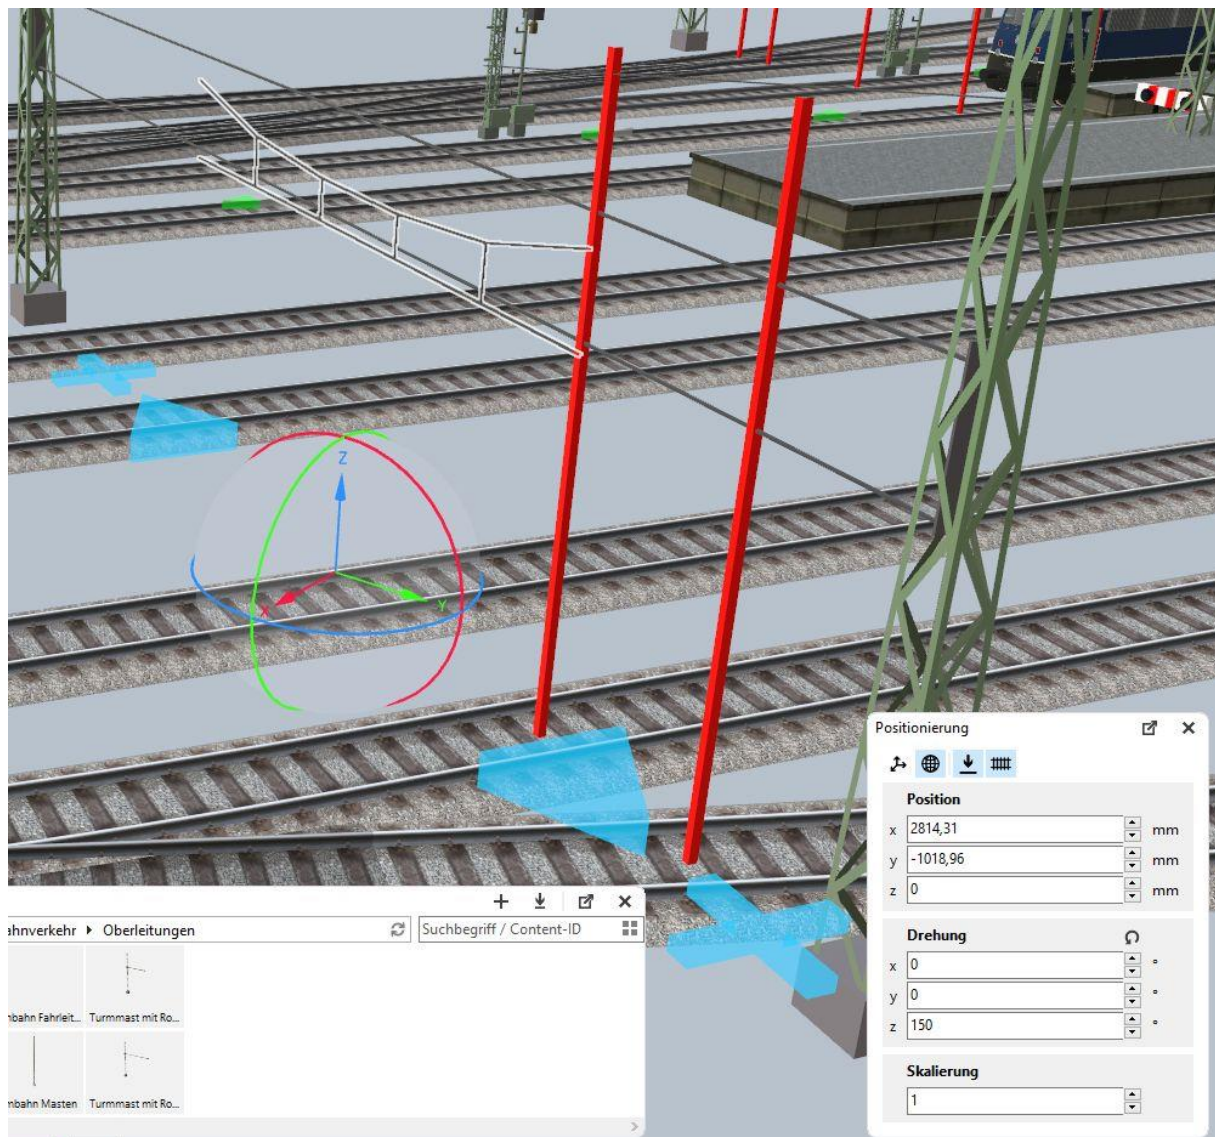 Z
X
Y
Positionierung
Position
x 2814,31 mm
y -1018,96 mm
z 0 mm
Drehung
x 0 °
y 0 °
z 150 °
Skalierung
1
ahnverkehr Oberleitungen
Suchbegriff / Content-ID
nbahn Fahrleit... Turmmast mit Ro...
nbahn Masten Turmmast mit Ro...